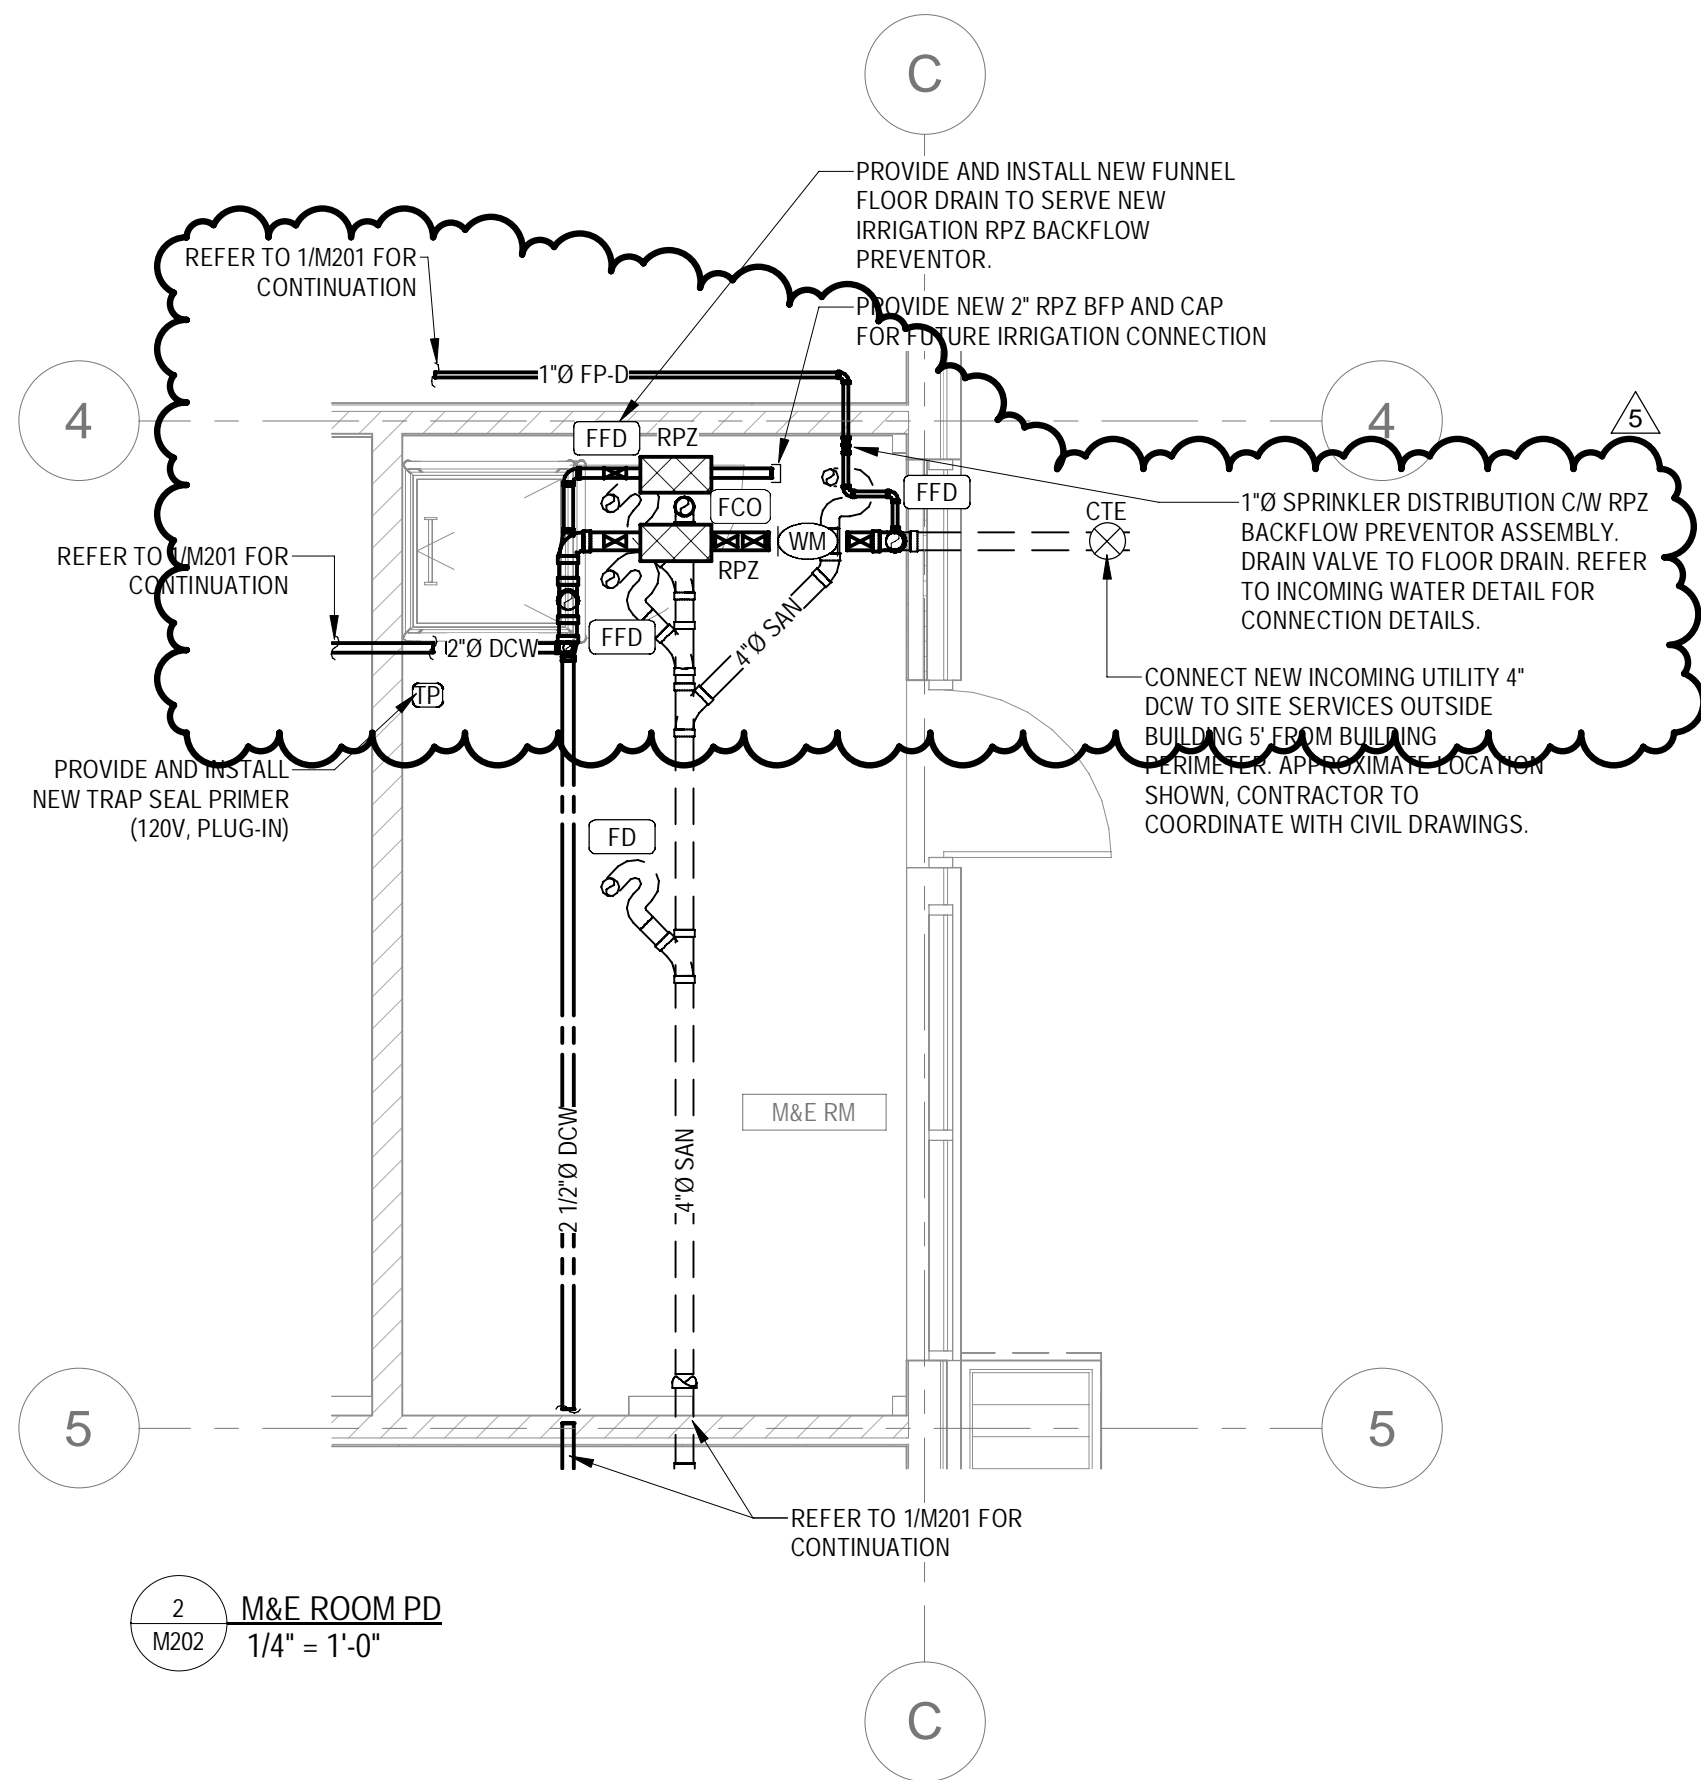 C
PROVIDE AND INSTALL NEW FUNNEL
FLOOR DRAIN TO SERVE NEW
IRRIGATION RPZ BACKFLOW
PREVENTOR.
REFER TO 1/M201 FOR
CONTINUATION
PROVIDE NEW 2" RPZ BFP AND CAP
FOR FUTURE IRRIGATION CONNECTION
1"Ø FP-D
4
4
5
FFD
RPZ
FFD
FCO
CTE
1"Ø SPRINKLER DISTRIBUTION C/W RPZ
BACKFLOW PREVENTOR ASSEMBLY.
DRAIN VALVE TO FLOOR DRAIN. REFER
TO INCOMING WATER DETAIL FOR
CONNECTION DETAILS.
WM
RPZ
REFER TO 1/M201 FOR
CONTINUATION
FFD
4"Ø SAN
2"Ø DCW
TP
CONNECT NEW INCOMING UTILITY 4"
DCW TO SITE SERVICES OUTSIDE
BUILDING 5' FROM BUILDING
PERIMETER. APPROXIMATE LOCATION
SHOWN, CONTRACTOR TO
COORDINATE WITH CIVIL DRAWINGS.
PROVIDE AND INSTALL
NEW TRAP SEAL PRIMER
(120V, PLUG-IN)
FD
M&E RM
2 1/2"Ø DCW
4"Ø SAN
5
5
REFER TO 1/M201 FOR
CONTINUATION
2
M202
M&E ROOM PD
1/4" = 1'-0"
C